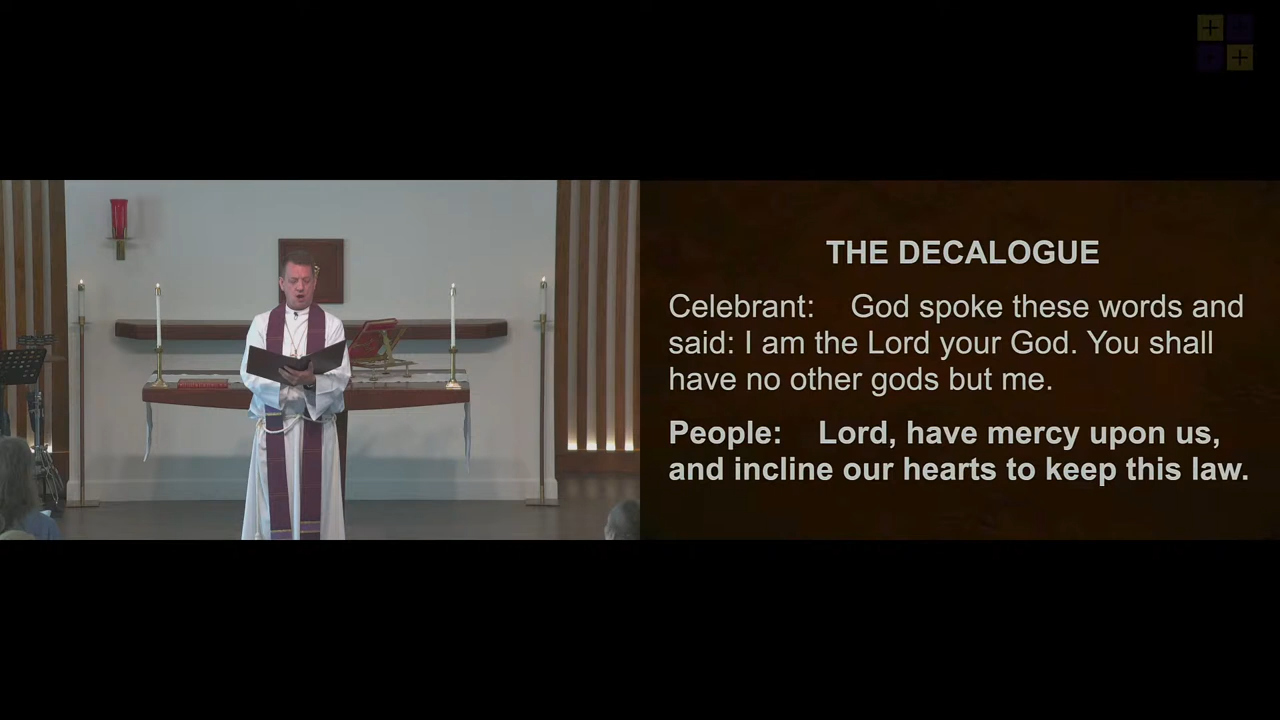 THE DECALOGUE
Celebrant: God spoke these words and
said: I am the Lord your God. You shall
have no other gods but me.
People: Lord, have mercy upon us,
and incline our hearts to keep this law.